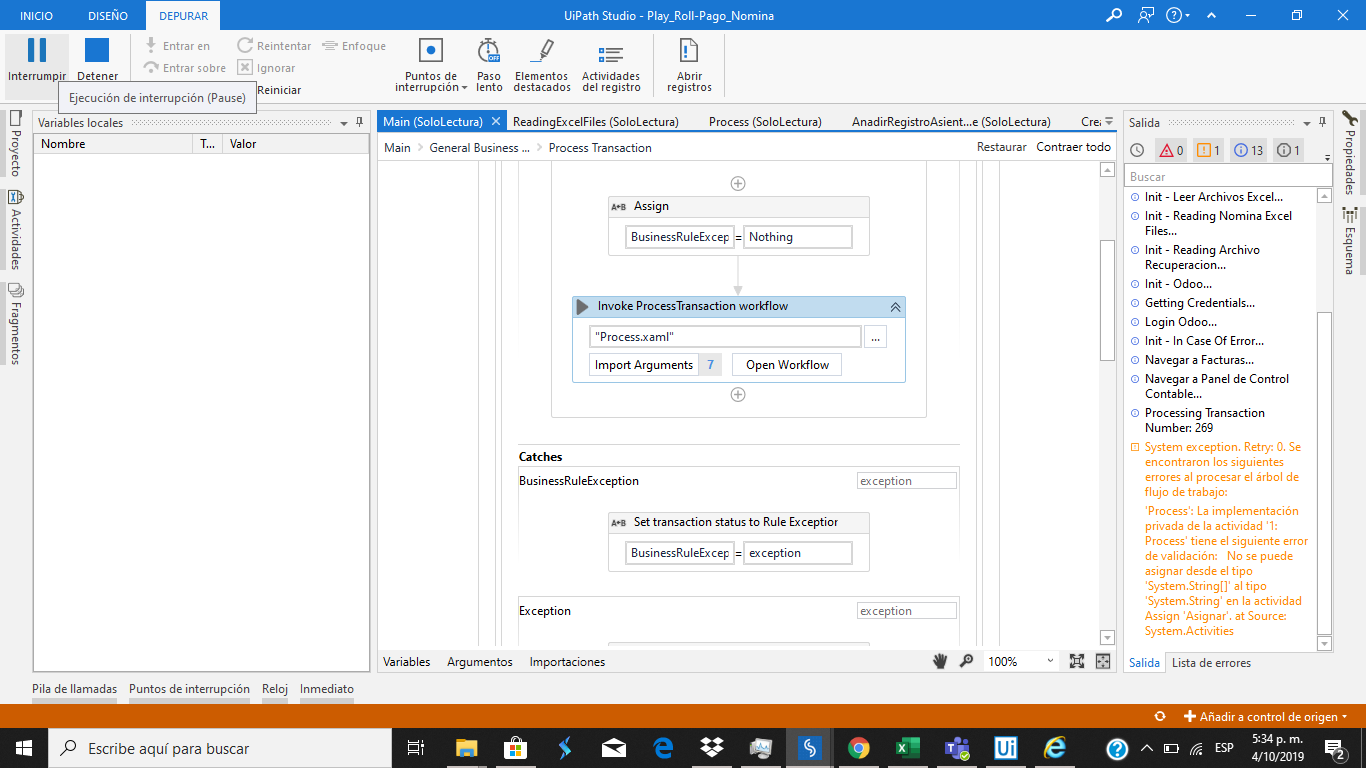 INICIO DISEÑO DEPURAR UiPath Studio - Play_Roll-Pago_Nomina
Interrumpir
Detener
Entrar en
Entrar sobre
Reintentar
Ignorar
Reiniciar
Enfoque
Puntos de
interrupción
Paso
lento
OFF
Elementos
destacados
Actividades
del registro
Abrir
registros
Ejecución de interrupción (Pause)
Proyecto
Actividades
Fragmentos
Variables locales
Nombre T... Valor
Main (SoloLectura) ReadingExcelFiles (SoloLectura) Process (SoloLectura) AnadirRegistroAsient...e (SoloLectura) Crea
Main General Business ... Process Transaction Restaurar Contraer todo
A+B Assign
BusinessRuleExcep = Nothing
Invoke ProcessTransaction workflow
"Process.xaml" ...
Import Arguments 7 Open Workflow
Catches
BusinessRuleException exception
A+B Set transaction status to Rule Exception
BusinessRuleExcep = exception
Exception exception
Variables Argumentos Importaciones 100%
Salida
0 1 13 1
Buscar
Init - Leer Archivos Excel...
Init - Reading Nomina Excel
Files...
Init - Reading Archivo
Recuperacion...
Init - Odoo...
Getting Credentials...
Login Odoo...
Init - In Case Of Error...
Navegar a Facturas...
Navegar a Panel de Control
Contable...
Processing Transaction
Number: 269
System exception. Retry: 0. Se
encontraron los siguientes
errores al procesar el árbol de
flujo de trabajo:
'Process': La implementación
privada de la actividad '1:
Process' tiene el siguiente error
de validación: No se puede
asignar desde el tipo
'System.String[]' al tipo
'System.String' en la actividad
Assign 'Asignar'. at Source:
System.Activities
Salida Lista de errores
Propiedades
Esquema
Pila de llamadas Puntos de interrupción Reloj Inmediato
Añadir a control de origen
Escribe aquí para buscar
Ui
ESP
5:34 p. m.
4/10/2019
2